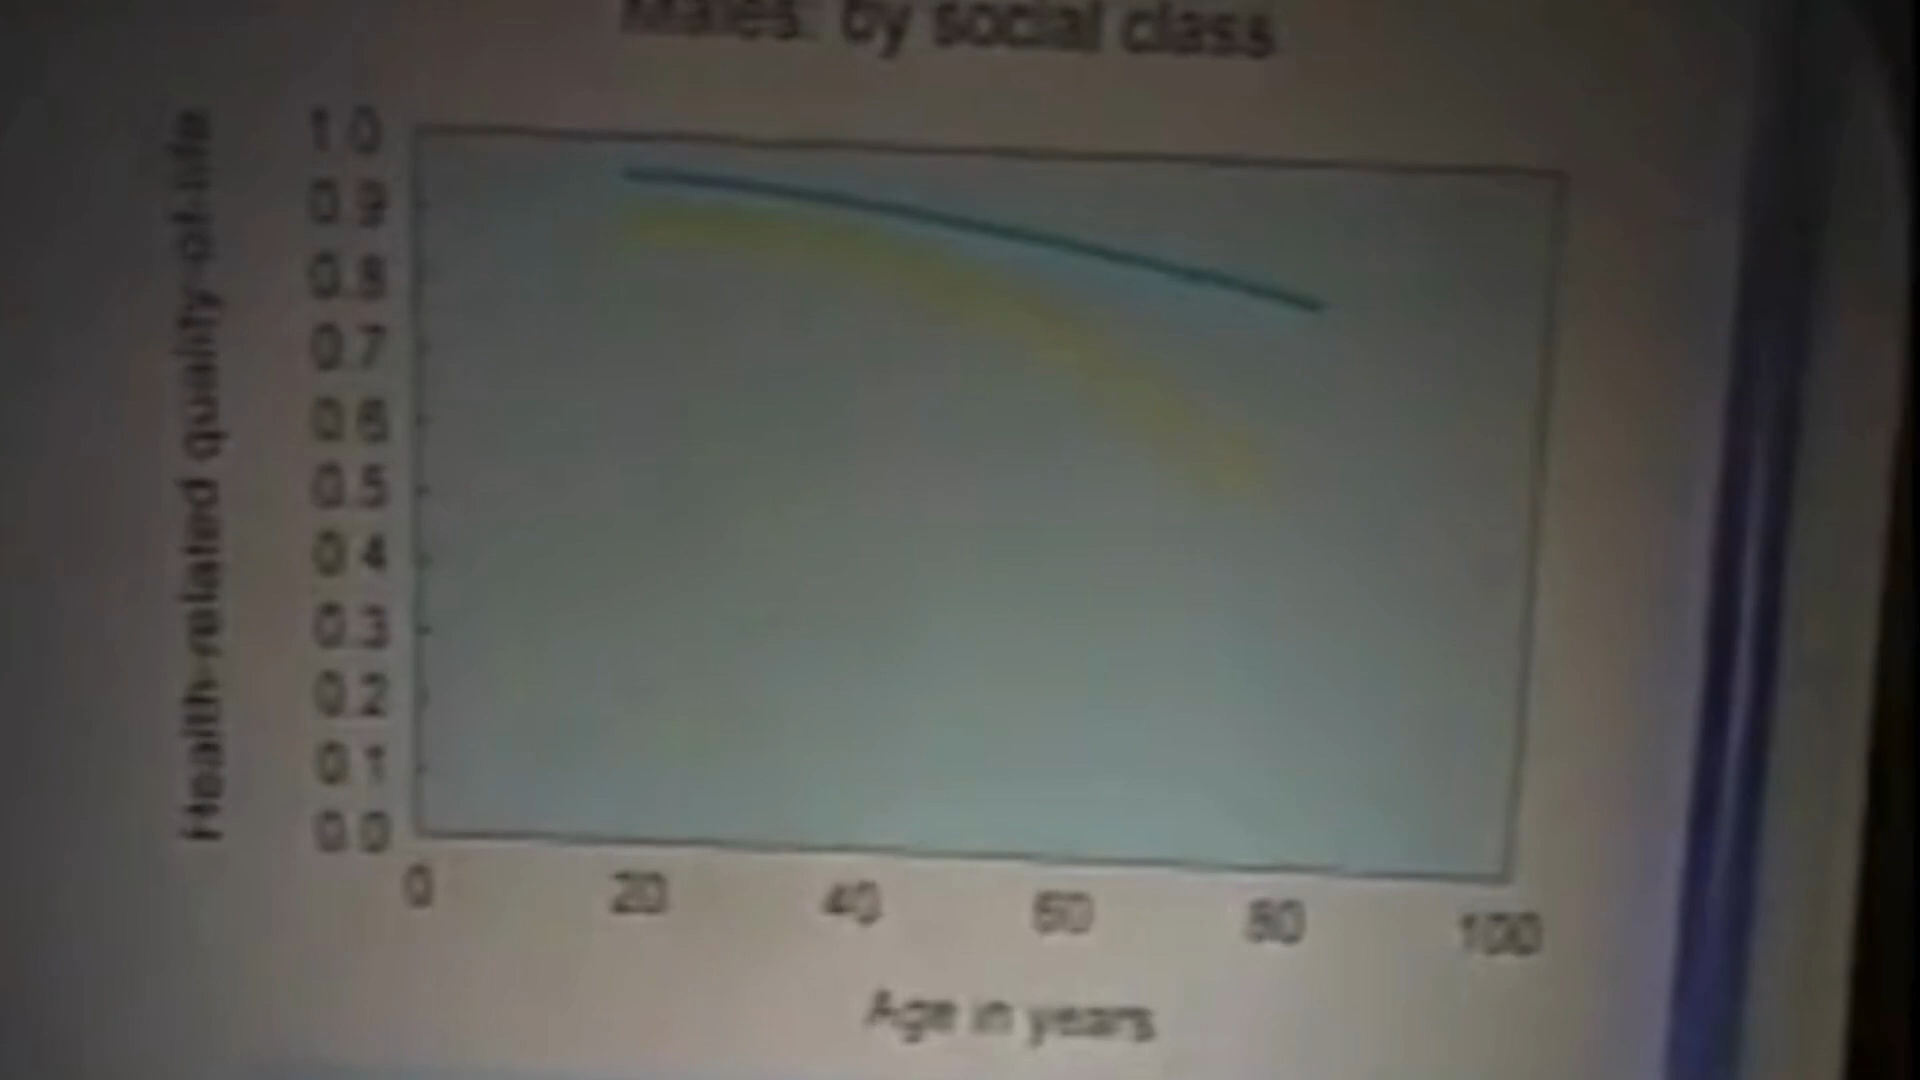 Males: by social class
Health-related quality-of-life
1.0
0.9
0.8
0.7
0.6
0.5
0.4
0.3
0.2
0.1
0.0
0 20 40 60 80 100
Age in years